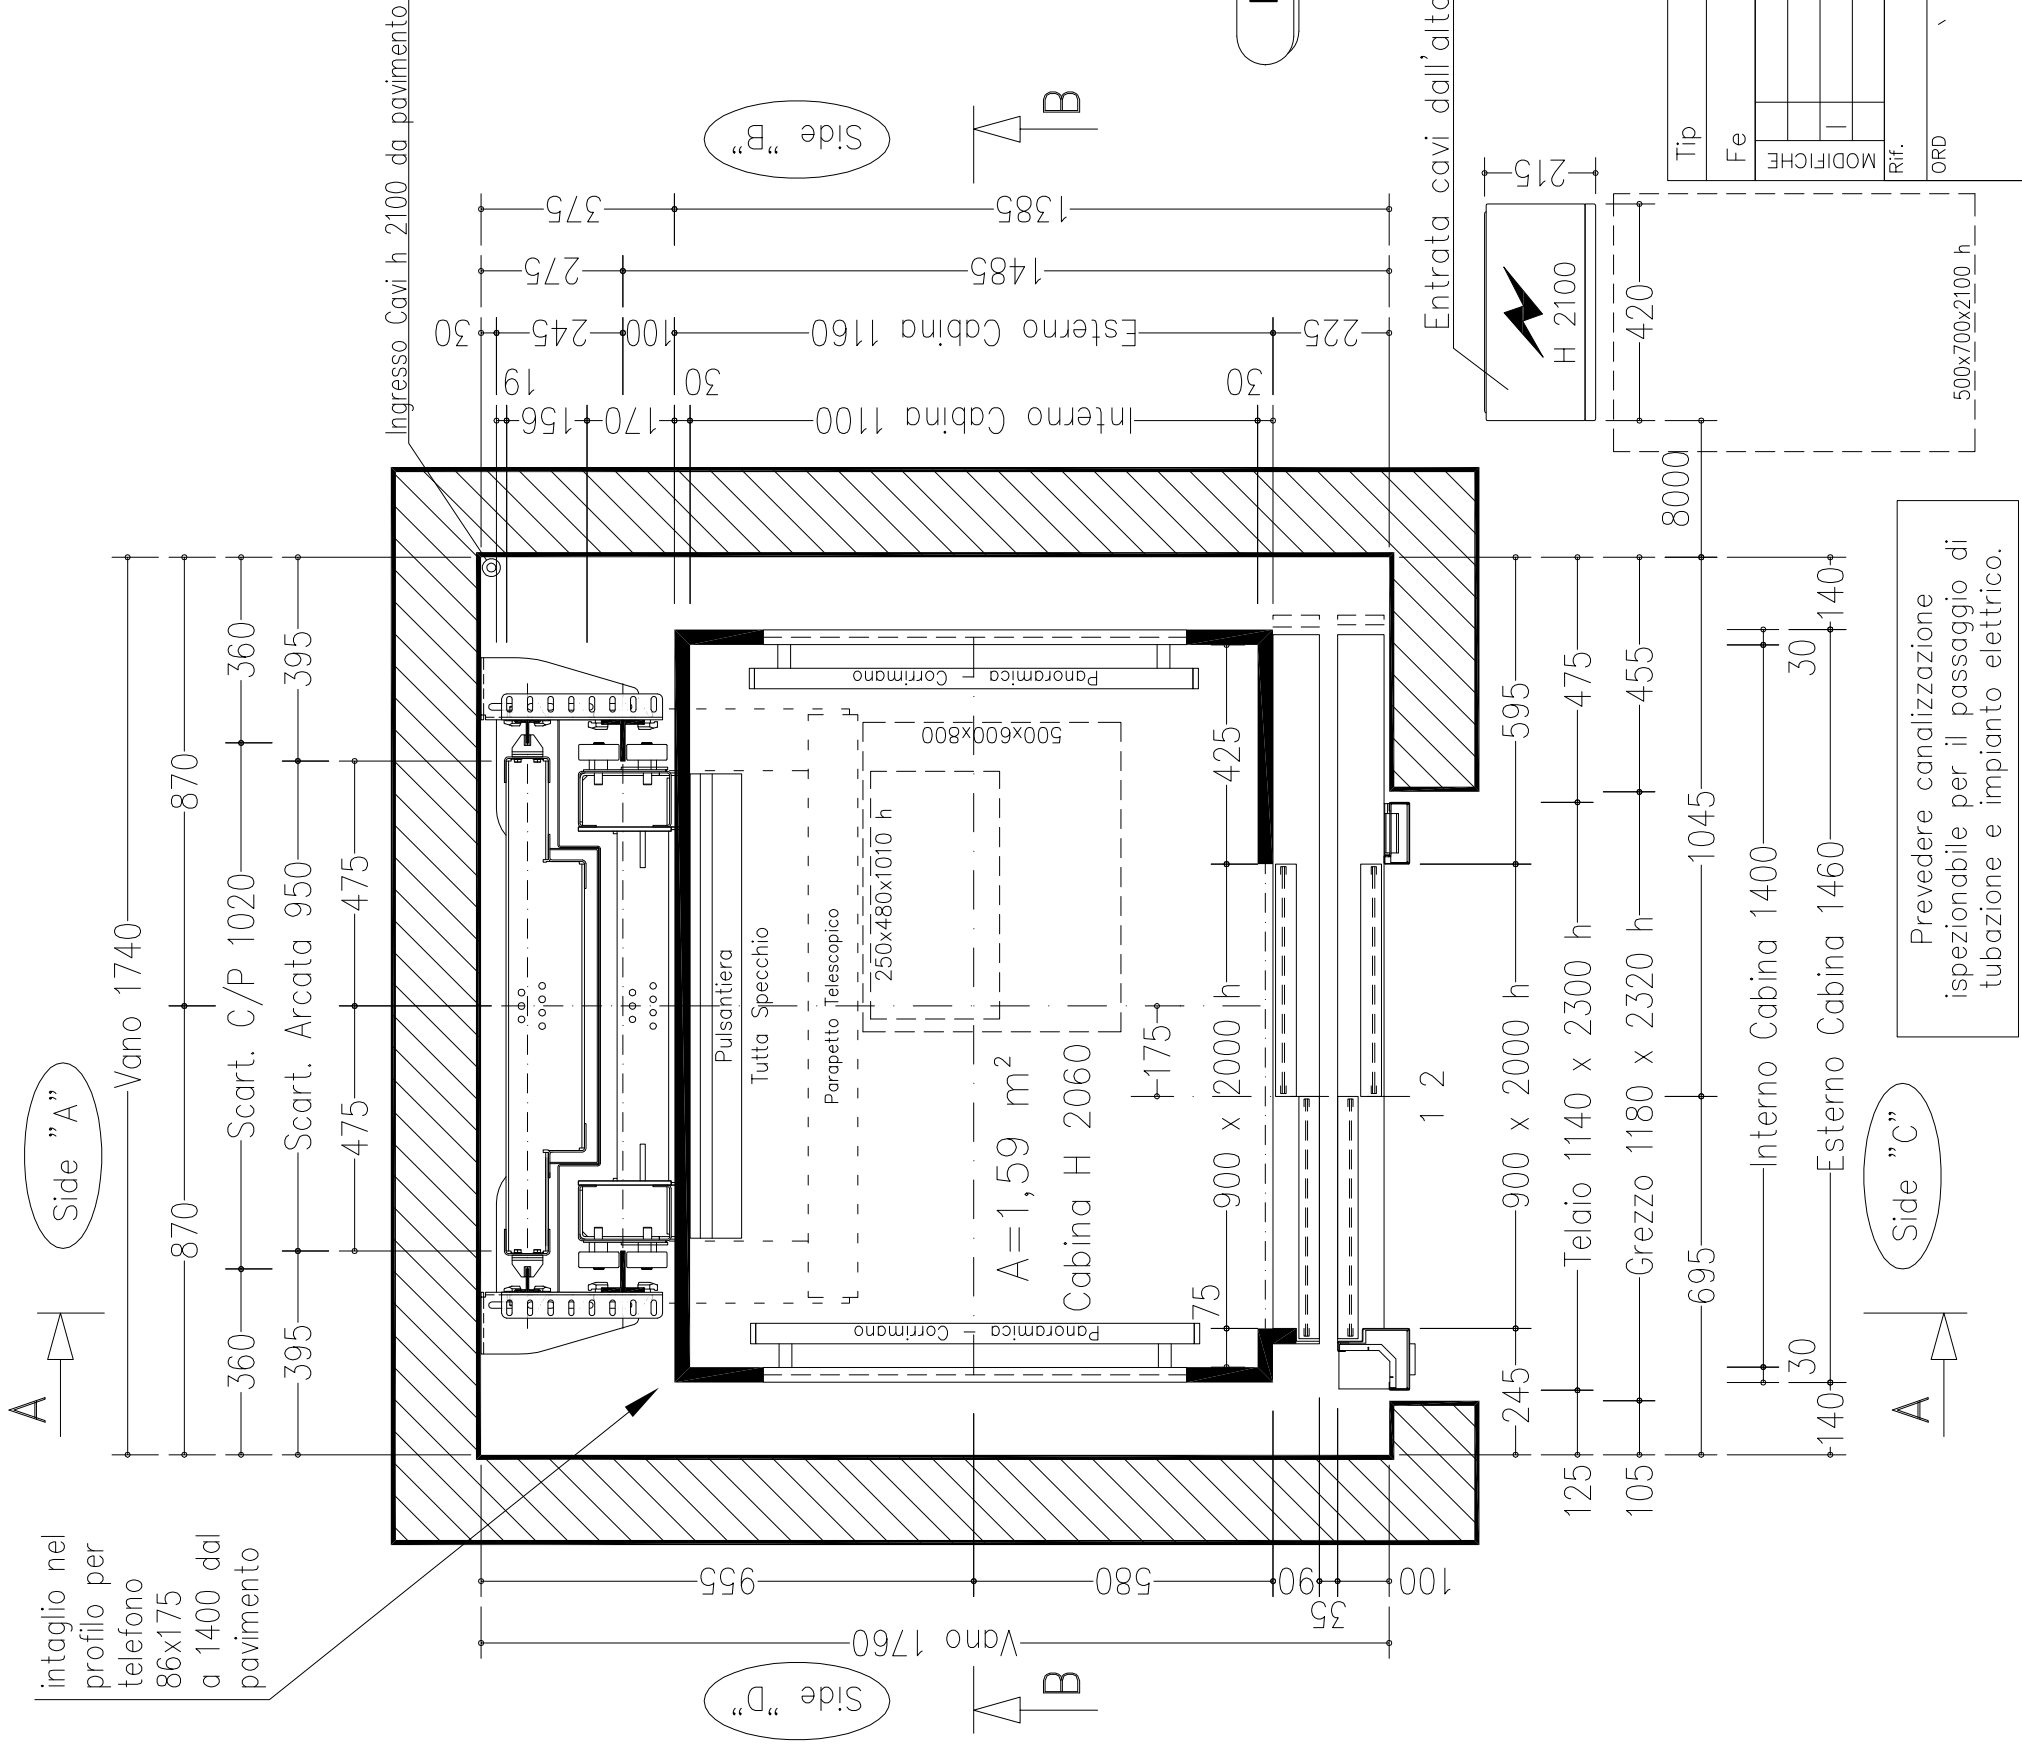 Side "A"
A
A
Vano 1740
870
870
360
Scart. C/P 1020
360
395
Scart. Arcata 950
395
475
475
intaglio nel
profilo per
telefono
86x175
a 1400 dal
pavimento
Ingresso Cavi h 2100 da pavimento
Side "B"
B
B
375
1385
275
1485
30
245
100
Esterno Cabina 1160
225
19
156
170
30
Interno Cabina 1100
30
Side "D"
Vano 1760
955
580
90
35
100
Pulsantiera
Tutta Specchio
Parapetto Telescopico
250x480x1010 h
500x600x800
Panoramica - Corrimano
Panoramica - Corrimano
A=1,59 m²
Cabina H 2060
175
75
900 x 2000 h
425
1 2
245
900 x 2000 h
595
125
Telaio 1140 x 2300 h
475
105
Grezzo 1180 x 2320 h
455
695
1045
8000
30
Interno Cabina 1400
30
140
Esterno Cabina 1460
140
Side "C"
Prevedere canalizzazione
ispezionabile per il passaggio di
tubazione e impianto elettrico.
Entrata cavi dall'alto
215
H 2100
420
500x700x2100 h
Tip
Fe
MODIFICHE
Rif.
ORD